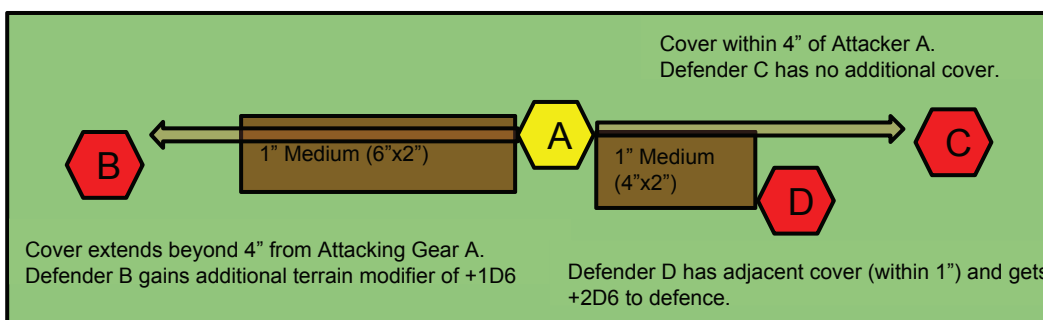 Cover within 4” of Attacker A.
Defender C has no additional cover.
B
1” Medium (6”x2”)
A
1” Medium
(4”x2”)
C
D
Cover extends beyond 4” from Attacking Gear A.
Defender B gains additional terrain modifier of +1D6
Defender D has adjacent cover (within 1”) and gets
+2D6 to defence.